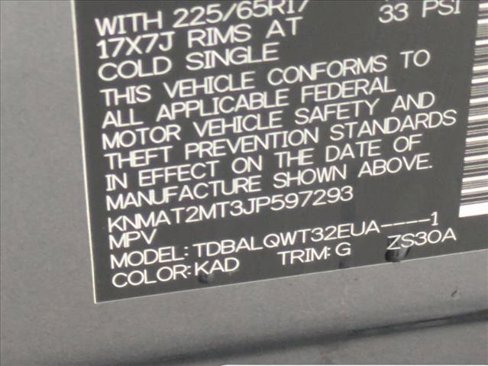 WITH 225/65R17 33 PSI
17X7J RIMS AT
COLD SINGLE
THIS VEHICLE CONFORMS TO
ALL APPLICABLE FEDERAL
MOTOR VEHICLE SAFETY AND
THEFT PREVENTION STANDARDS
IN EFFECT ON THE DATE OF
MANUFACTURE SHOWN ABOVE.
KNMAT2MT3JP597293
MPV
MODEL: TDBALQWT32EUA----1
COLOR: KAD TRIM: G ZS30A